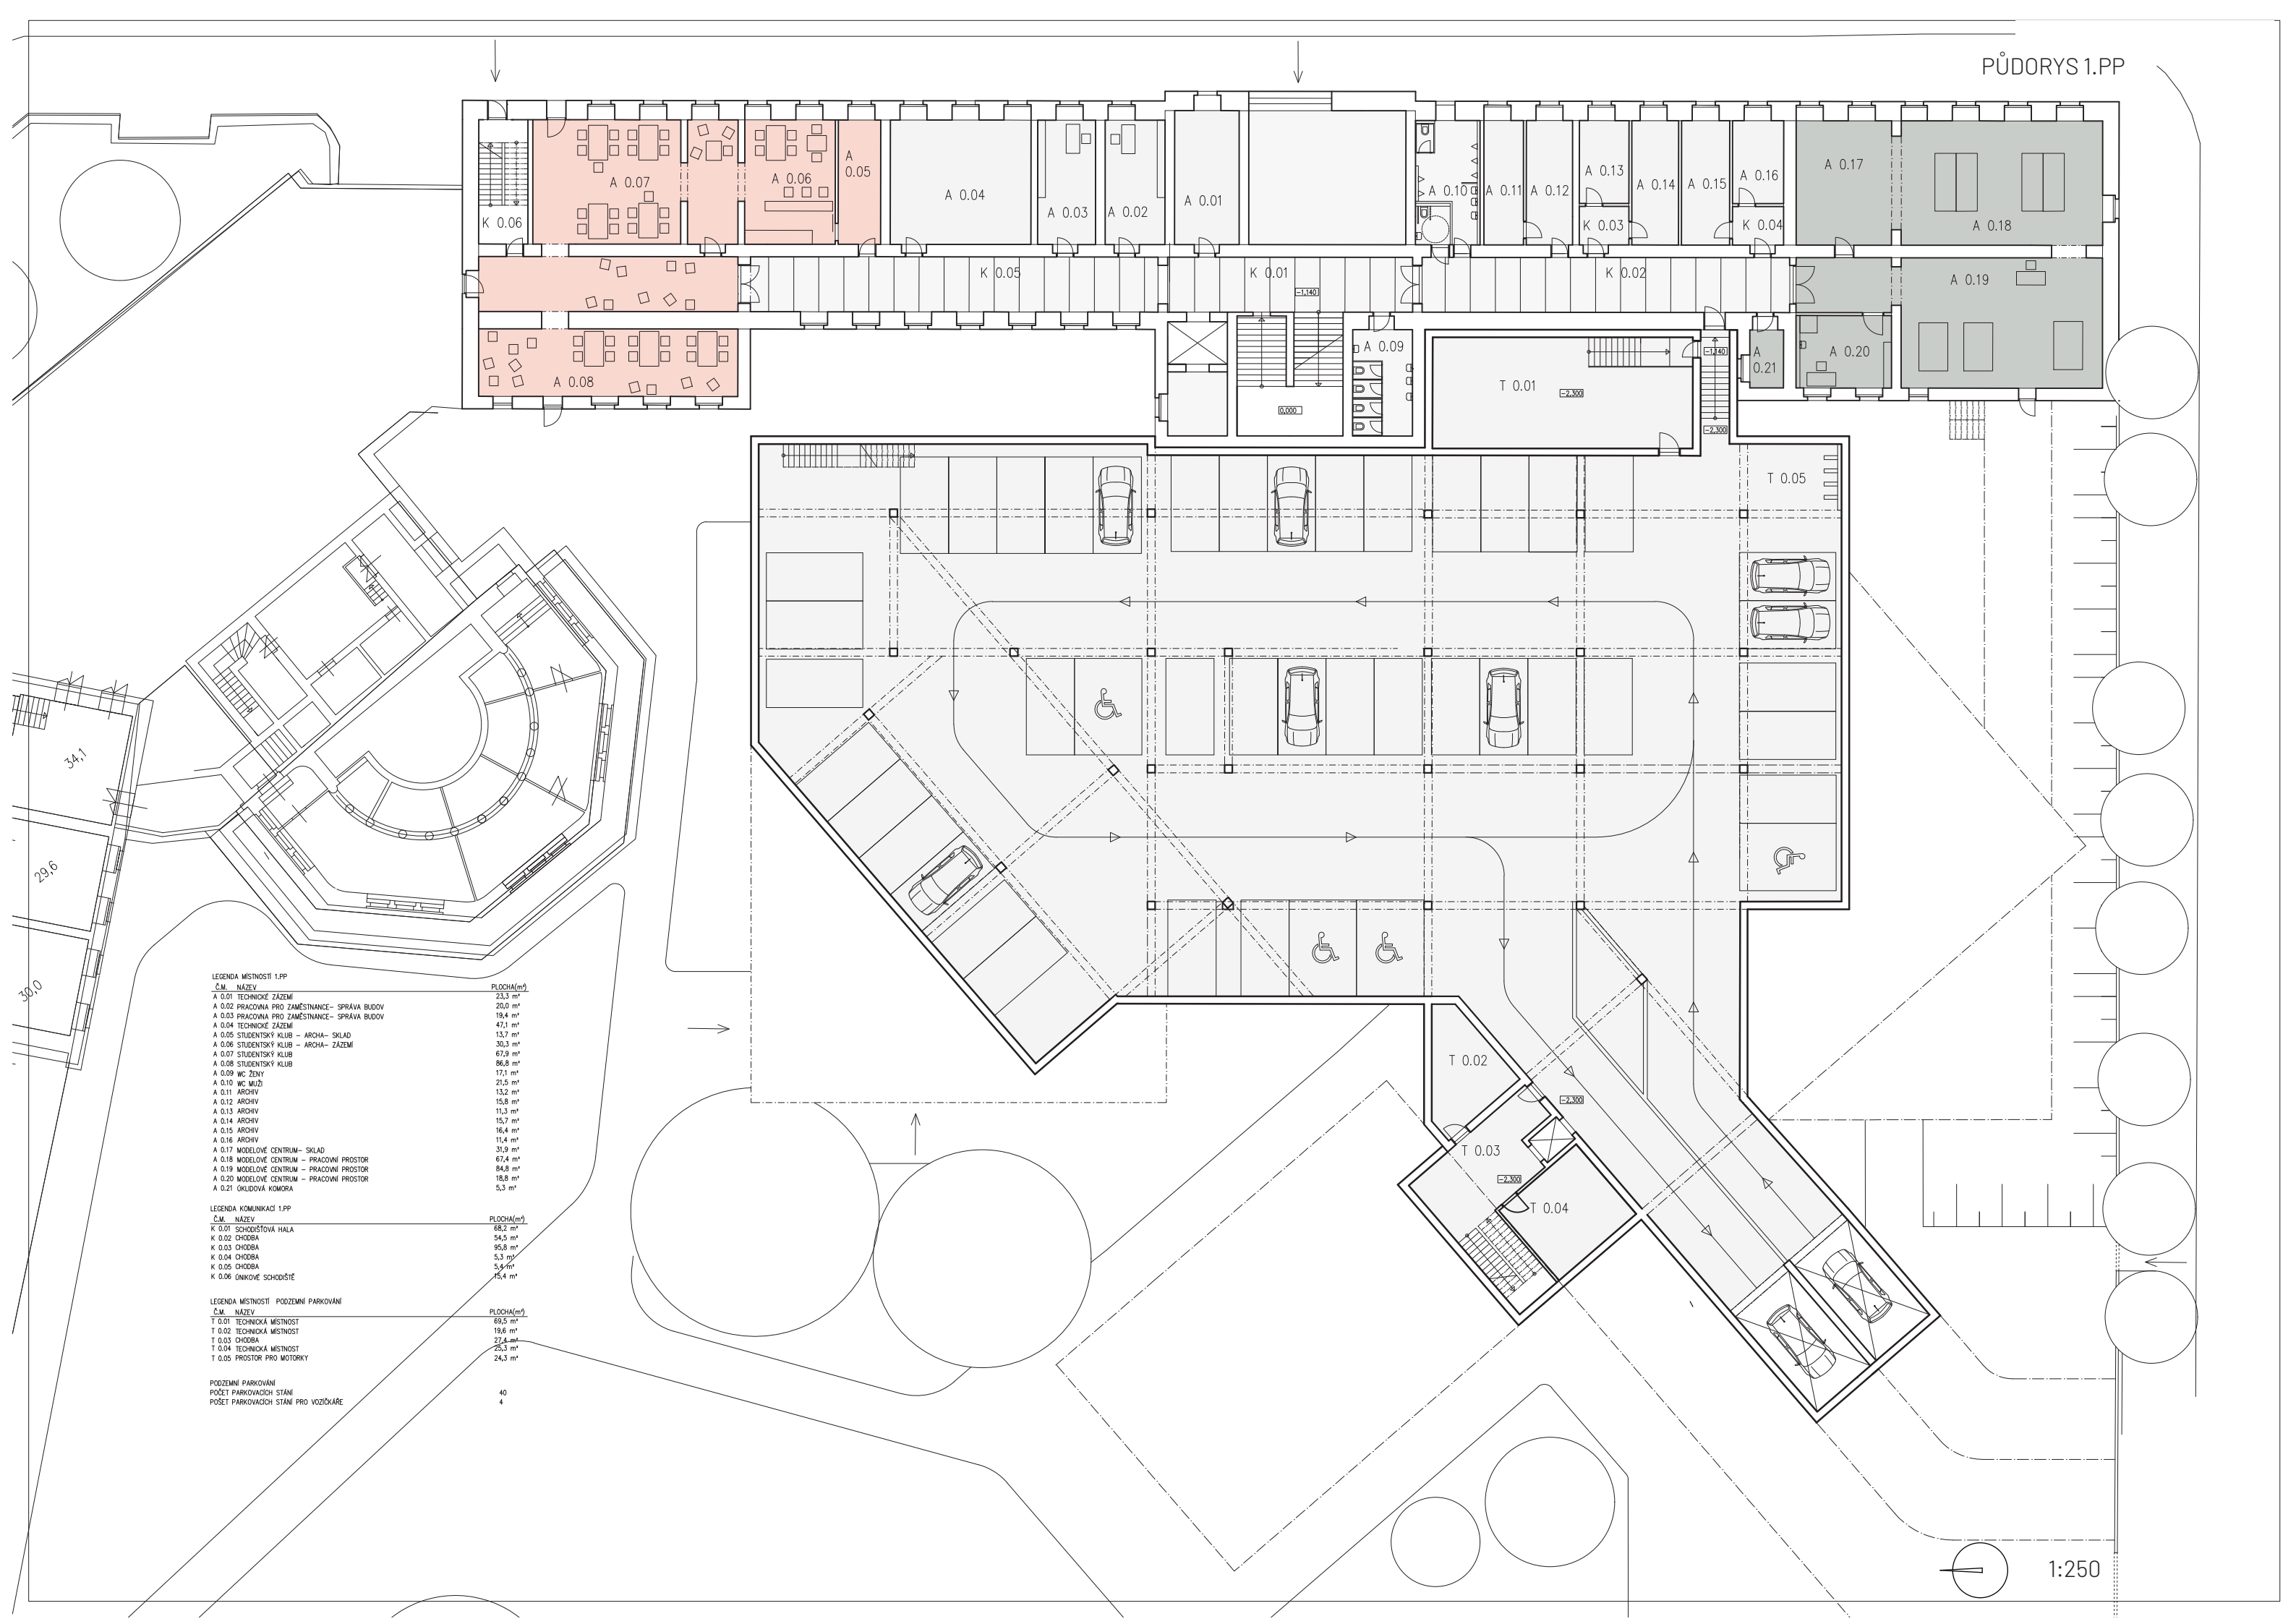 PŮDORYS 1.PP
A 0.07
A 0.06
A
0.05
A 0.04
A 0.03
A 0.02
A 0.01
A 0.10
A 0.11
A 0.12
A 0.13
A 0.14
A 0.15
A 0.16
A 0.17
A 0.18
K 0.06
K 0.03
K 0.04
K 0.05
K 0.01
-1,140
K 0.02
A 0.19
A 0.08
A 0.09
0,000
T 0.01
-2,300
-1,140
-2,300
A
0.21
A 0.20
T 0.05
34,1
29,6
30,0
T 0.02
-2,300
T 0.03
-2,300
T 0.04
LEGENDA MÍSTNOSTÍ 1.PP
Č.M. NÁZEV PLOCHA(m²)
A 0.01 TECHNICKÉ ZÁZEMÍ 23,3 m²
A 0.02 PRACOVNA PRO ZAMĚSTNANCE- SPRÁVA BUDOV 20,0 m²
A 0.03 PRACOVNA PRO ZAMĚSTNANCE- SPRÁVA BUDOV 19,4 m²
A 0.04 TECHNICKÉ ZÁZEMÍ 47,1 m²
A 0.05 STUDENTSKÝ KLUB - ARCHA- SKLAD 13,7 m²
A 0.06 STUDENTSKÝ KLUB - ARCHA- ZÁZEMÍ 30,3 m²
A 0.07 STUDENTSKÝ KLUB 67,9 m²
A 0.08 STUDENTSKÝ KLUB 86,8 m²
A 0.09 WC ŽENY 17,1 m²
A 0.10 WC MUŽI 21,5 m²
A 0.11 ARCHIV 13,2 m²
A 0.12 ARCHIV 15,8 m²
A 0.13 ARCHIV 11,3 m²
A 0.14 ARCHIV 15,7 m²
A 0.15 ARCHIV 16,4 m²
A 0.16 ARCHIV 11,4 m²
A 0.17 MODELOVÉ CENTRUM- SKLAD 31,9 m²
A 0.18 MODELOVÉ CENTRUM - PRACOVNÍ PROSTOR 67,4 m²
A 0.19 MODELOVÉ CENTRUM - PRACOVNÍ PROSTOR 84,8 m²
A 0.20 MODELOVÉ CENTRUM - PRACOVNÍ PROSTOR 18,8 m²
A 0.21 ÚKLIDOVÁ KOMORA 5,3 m²
LEGENDA KOMUNIKACÍ 1.PP
Č.M. NÁZEV PLOCHA(m²)
K 0.01 SCHODIŠŤOVÁ HALA 68,2 m²
K 0.02 CHODBA 54,5 m²
K 0.03 CHODBA 95,8 m²
K 0.04 CHODBA 5,3 m²
K 0.05 CHODBA 5,4 m²
K 0.06 ÚNIKOVÉ SCHODIŠTĚ 15,4 m²
LEGENDA MÍSTNOSTÍ PODZEMNÍ PARKOVÁNÍ
Č.M. NÁZEV PLOCHA(m²)
T 0.01 TECHNICKÁ MÍSTNOST 69,5 m²
T 0.02 TECHNICKÁ MÍSTNOST 19,6 m²
T 0.03 CHODBA 27,4 m²
T 0.04 TECHNICKÁ MÍSTNOST 25,3 m²
T 0.05 PROSTOR PRO MOTORKY 24,3 m²
PODZEMNÍ PARKOVÁNÍ
POČET PARKOVACÍCH STÁNÍ 40
POŠET PARKOVACÍCH STÁNÍ PRO VOZÍČKÁŘE 4
1:250